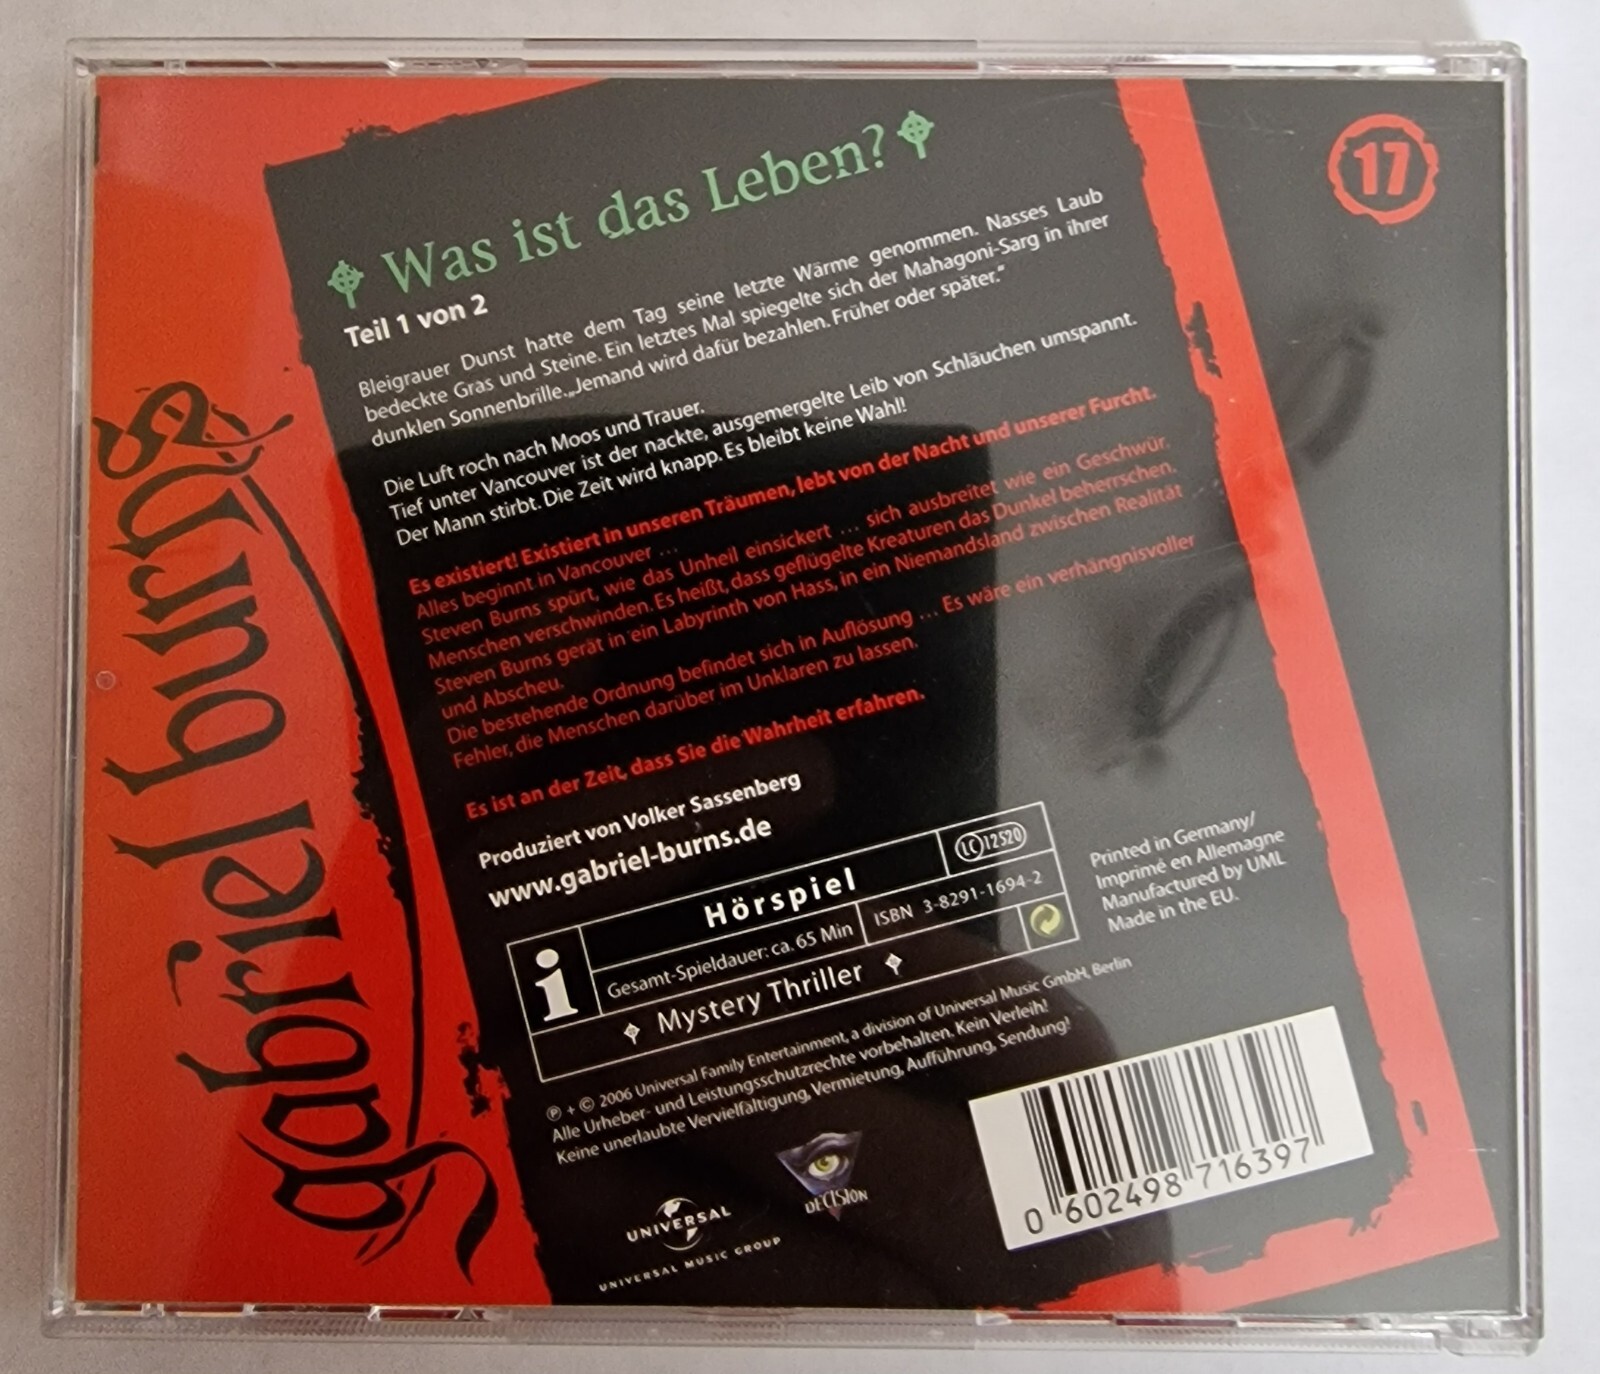 gabriel burns
17
Was ist das Leben?
Teil 1 von 2
Bleigrauer Dunst hatte dem Tag seine letzte Wärme genommen. Nasses Laub
bedeckte Gras und Steine. Ein letztes Mal spiegelte sich der Mahagoni-Sarg in ihrer
dunklen Sonnenbrille. „Jemand wird dafür bezahlen. Früher oder später."
Die Luft roch nach Moos und Trauer.
Tief unter Vancouver ist der nackte, ausgemergelte Leib von Schläuchen umspannt.
Der Mann stirbt. Die Zeit wird knapp. Es bleibt keine Wahl!
Es existiert! Existiert in unseren Träumen, lebt von der Nacht und unserer Furcht.
Alles beginnt in Vancouver ...
Steven Burns spürt, wie das Unheil einsickert ... sich ausbreitet wie ein Geschwür.
Menschen verschwinden. Es heißt, dass geflügelte Kreaturen das Dunkel beherrschen.
Steven Burns gerät in ein Labyrinth von Hass, in ein Niemandsland zwischen Realität
und Abscheu.
Die bestehende Ordnung befindet sich in Auflösung ... Es wäre ein verhängnisvoller
Fehler, die Menschen darüber im Unklaren zu lassen.
Es ist an der Zeit, dass Sie die Wahrheit erfahren.
Produziert von Volker Sassenberg
www.gabriel-burns.de
i
Hörspiel
LC 12520
Gesamt-Spieldauer: ca. 65 Min
ISBN 3-8291-1694-2
Mystery Thriller
Printed in Germany/
Imprimé en Allemagne
Manufactured by UML
Made in the EU.
℗ + © 2006 Universal Family Entertainment, a division of Universal Music GmbH, Berlin
Alle Urheber- und Leistungsschutzrechte vorbehalten. Kein Verleih!
Keine unerlaubte Vervielfältigung, Vermietung, Aufführung, Sendung!
UNIVERSAL
UNIVERSAL MUSIC GROUP
DECISION
0 602498 716397